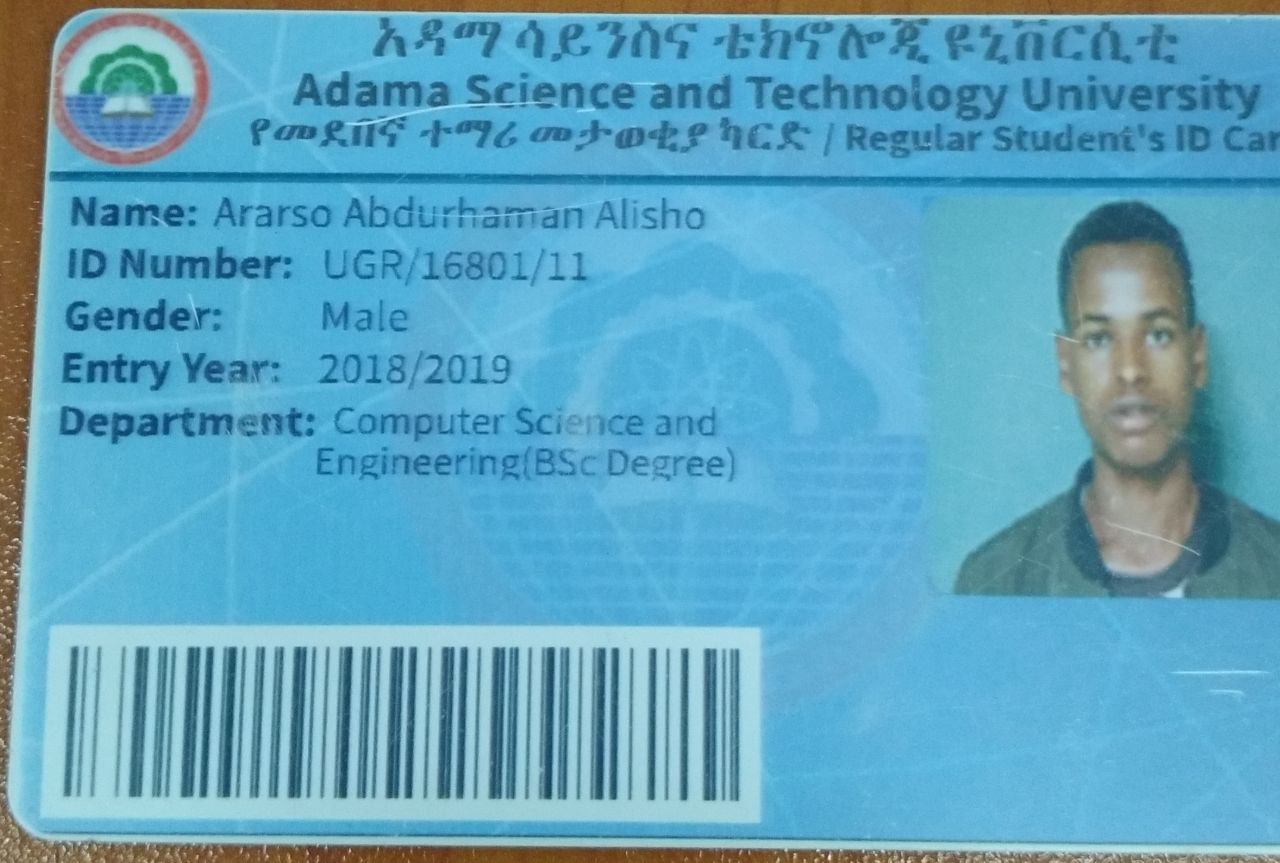 አዳማ ሳይንስና ቴክኖሎጂ ዩኒቨርሲቲ
Adama Science and Technology University
የመደበኛ ተማሪ መታወቂያ ካርድ / Regular Student's ID Car
Name: Ararso Abdurhaman Alisho
ID Number: UGR/16801/11
Gender: Male
Entry Year: 2018/2019
Department: Computer Science and
Engineering(BSc Degree)